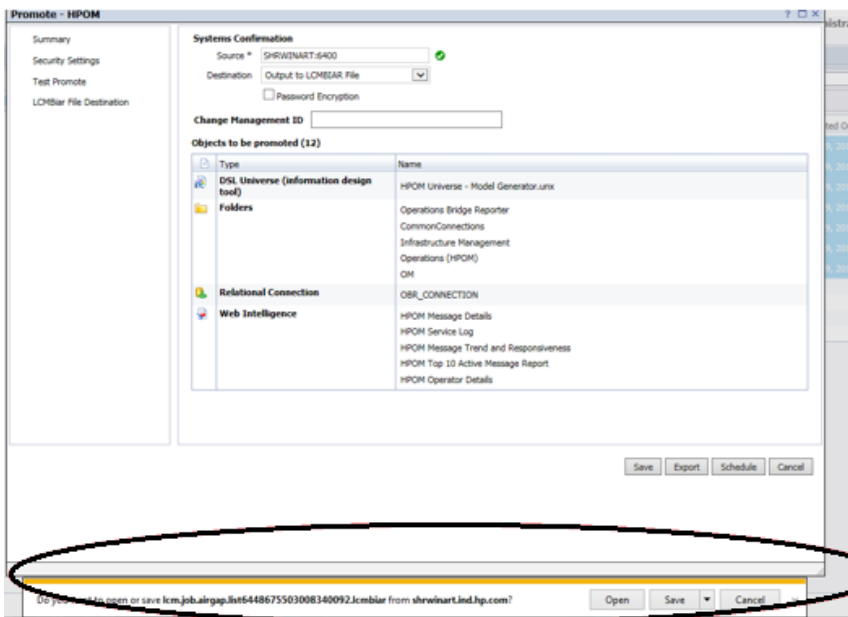 Promote - HPOM
? □ ×
Summary
Security Settings
Test Promote
LCMBiar File Destination
Systems Confirmation
Source * SHRWINART:6400
Destination Output to LCMBIAR File
Password Encryption
Change Management ID
Objects to be promoted (12)
Type Name
DSL Universe (information design
tool)
HPOM Universe - Model Generator.unx
Folders Operations Bridge Reporter
CommonConnections
Infrastructure Management
Operations (HPOM)
OM
Relational Connection OBR_CONNECTION
Web Intelligence HPOM Message Details
HPOM Service Log
HPOM Message Trend and Responsiveness
HPOM Top 10 Active Message Report
HPOM Operator Details
Save Export Schedule Cancel
Do you want to open or save lcm.job.airgap.list6448675503008340092.lcmbiar from shrwinart.ind.hp.com?
Open Save Cancel ×